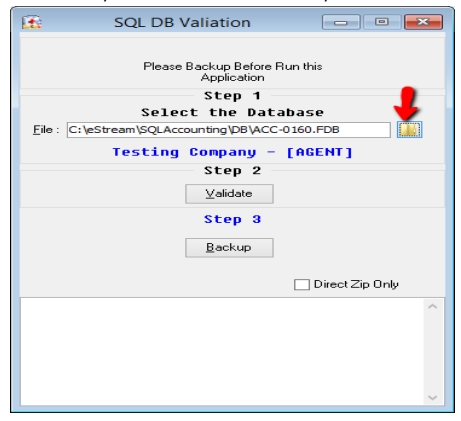 SQL DB Valiation
Please Backup Before Run this
Application
Step 1
Select the Database
File : C:\eStream\SQLAccounting\DB\ACC-0160.FDB
Testing Company - [AGENT]
Step 2
Validate
Step 3
Backup
Direct Zip Only